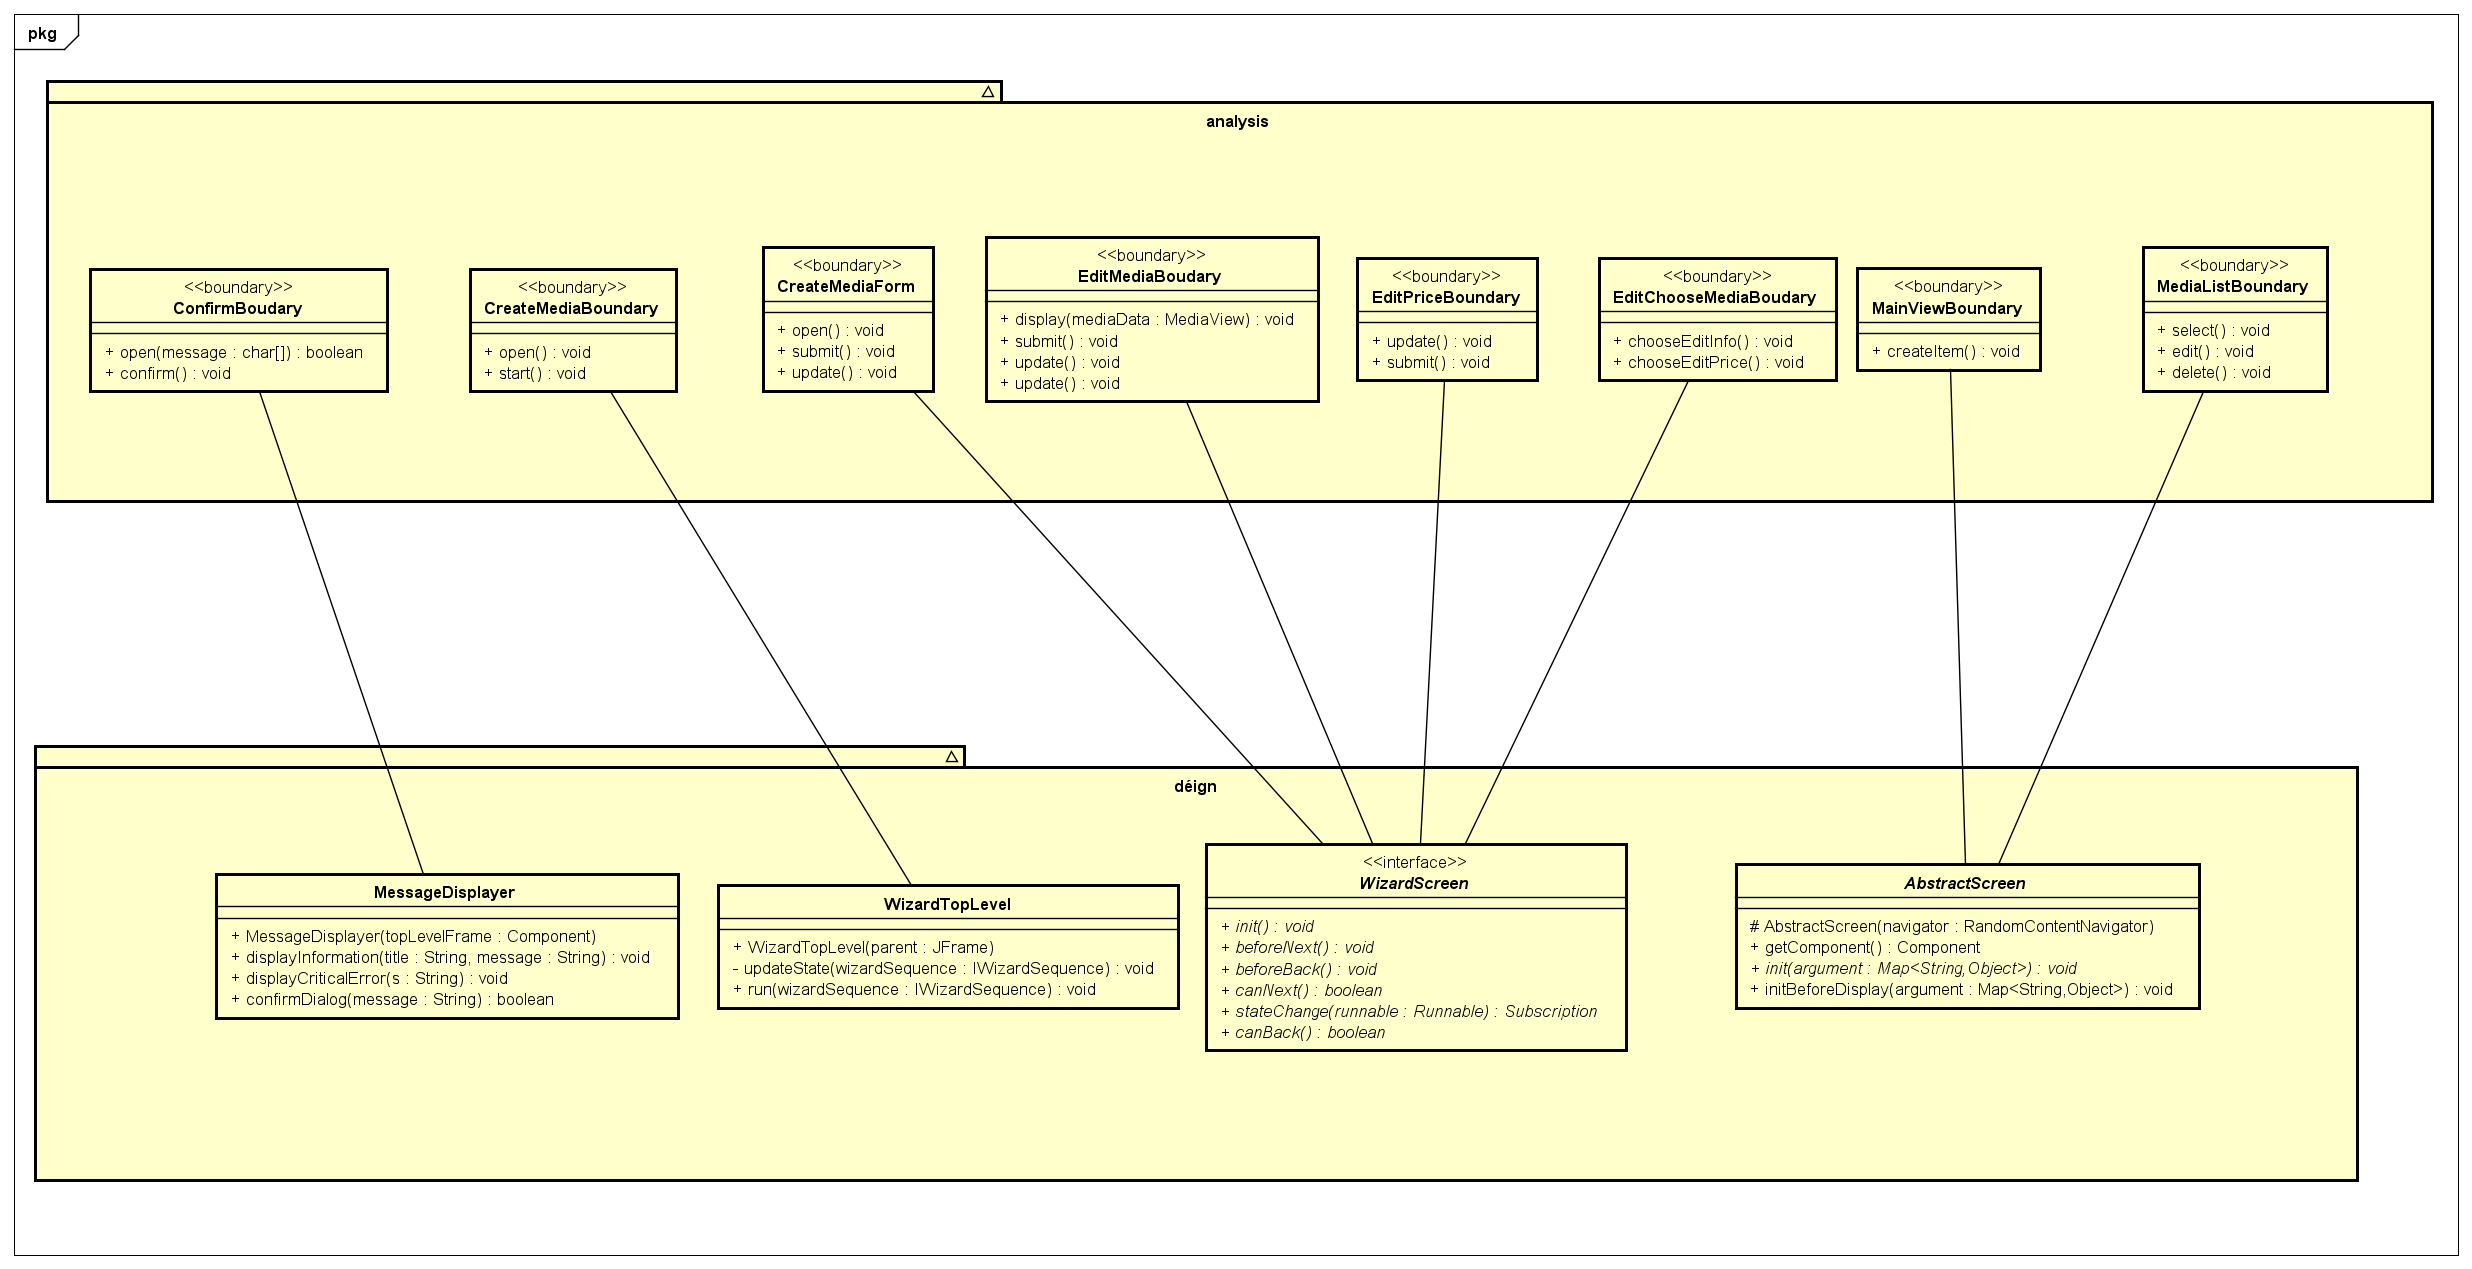 pkg
analysis
<<boundary>>
ConfirmBoudary
+ open(message : char[]) : boolean
+ confirm() : void
<<boundary>>
CreateMediaBoundary
+ open() : void
+ start() : void
<<boundary>>
CreateMediaForm
+ open() : void
+ submit() : void
+ update() : void
<<boundary>>
EditMediaBoudary
+ display(mediaData : MediaView) : void
+ submit() : void
+ update() : void
+ update() : void
<<boundary>>
EditPriceBoundary
+ update() : void
+ submit() : void
<<boundary>>
EditChooseMediaBoudary
+ chooseEditInfo() : void
+ chooseEditPrice() : void
<<boundary>>
MainViewBoundary
+ createItem() : void
<<boundary>>
MediaListBoundary
+ select() : void
+ edit() : void
+ delete() : void
déign
MessageDisplayer
+ MessageDisplayer(topLevelFrame : Component)
+ displayInformation(title : String, message : String) : void
+ displayCriticalError(s : String) : void
+ confirmDialog(message : String) : boolean
WizardTopLevel
+ WizardTopLevel(parent : JFrame)
- updateState(wizardSequence : IWizardSequence) : void
+ run(wizardSequence : IWizardSequence) : void
<<interface>>
WizardScreen
+ init() : void
+ beforeNext() : void
+ beforeBack() : void
+ canNext() : boolean
+ stateChange(runnable : Runnable) : Subscription
+ canBack() : boolean
AbstractScreen
# AbstractScreen(navigator : RandomContentNavigator)
+ getComponent() : Component
+ init(argument : Map<String,Object>) : void
+ initBeforeDisplay(argument : Map<String,Object>) : void